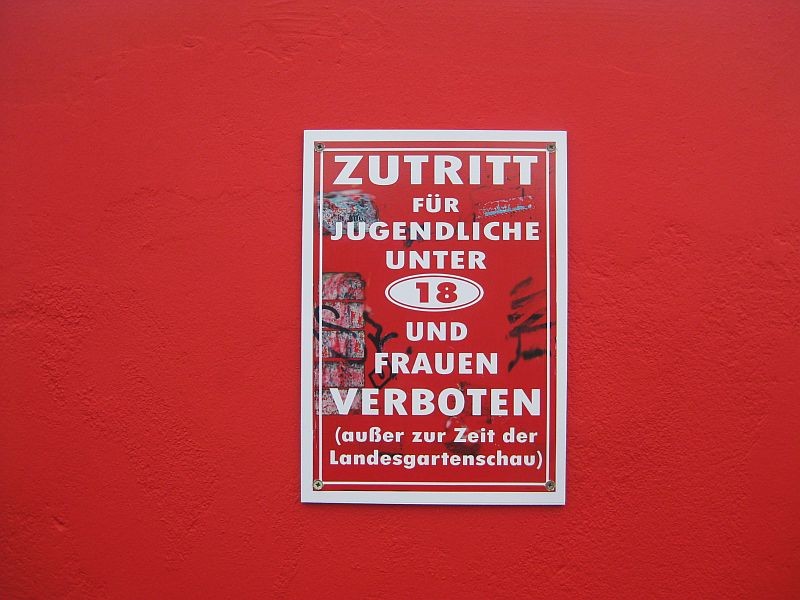 ZUTRITT
FÜR
JUGENDLICHE
UNTER
18
UND
FRAUEN
VERBOTEN
(außer zur Zeit der
Landesgartenschau)